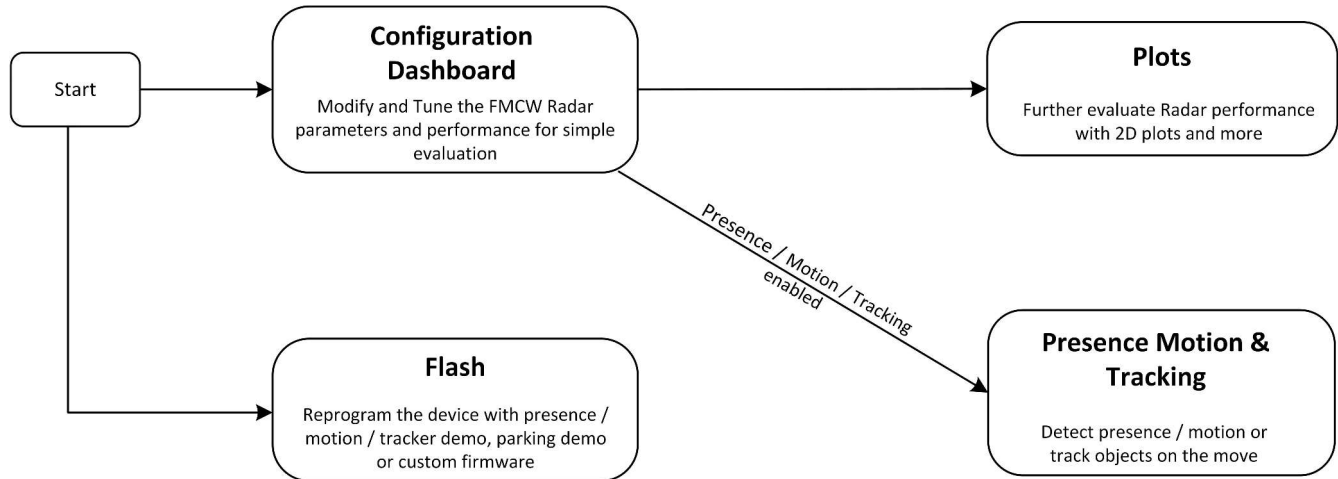 Start
Configuration
Dashboard
Modify and Tune the FMCW Radar
parameters and performance for simple
evaluation
Plots
Further evaluate Radar performance
with 2D plots and more
Presence / Motion / Tracking
enabled
Flash
Reprogram the device with presence /
motion / tracker demo, parking demo
or custom firmware
Presence Motion &
Tracking
Detect presence / motion or
track objects on the move